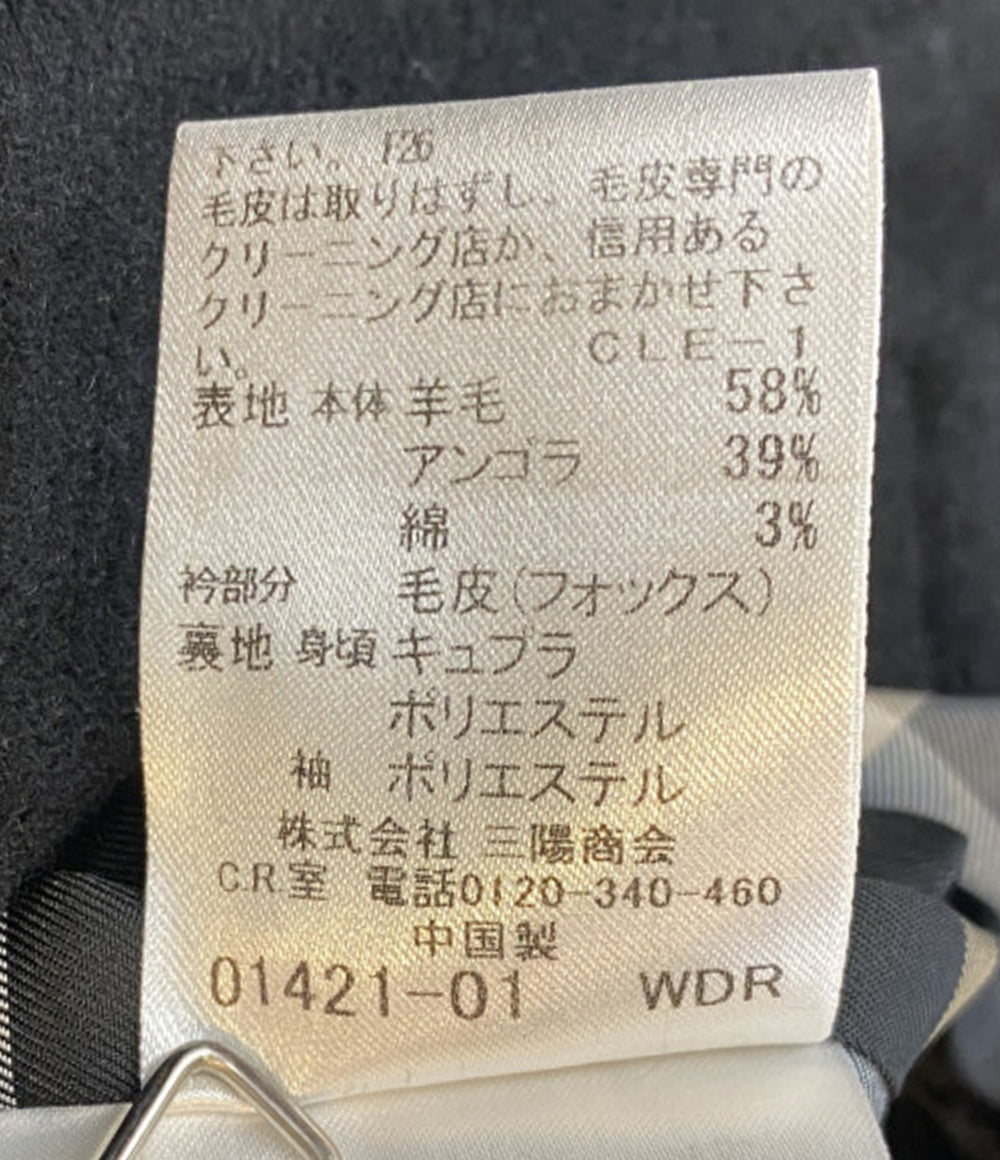 下さい。 F26
毛皮は取りはずし、毛皮専門の
クリーニング店か、信用ある
クリーニング店におまかせ下さ
い。 CLE-1
表地 本体 羊毛 58%
アンゴラ 39%
綿 3%
衿部分 毛皮(フォックス)
裏地 身頃 キュプラ
ポリエステル
袖 ポリエステル
株式会社 三陽商会
C.R.室 電話0120-340-460
中国製
01421-01 WDR